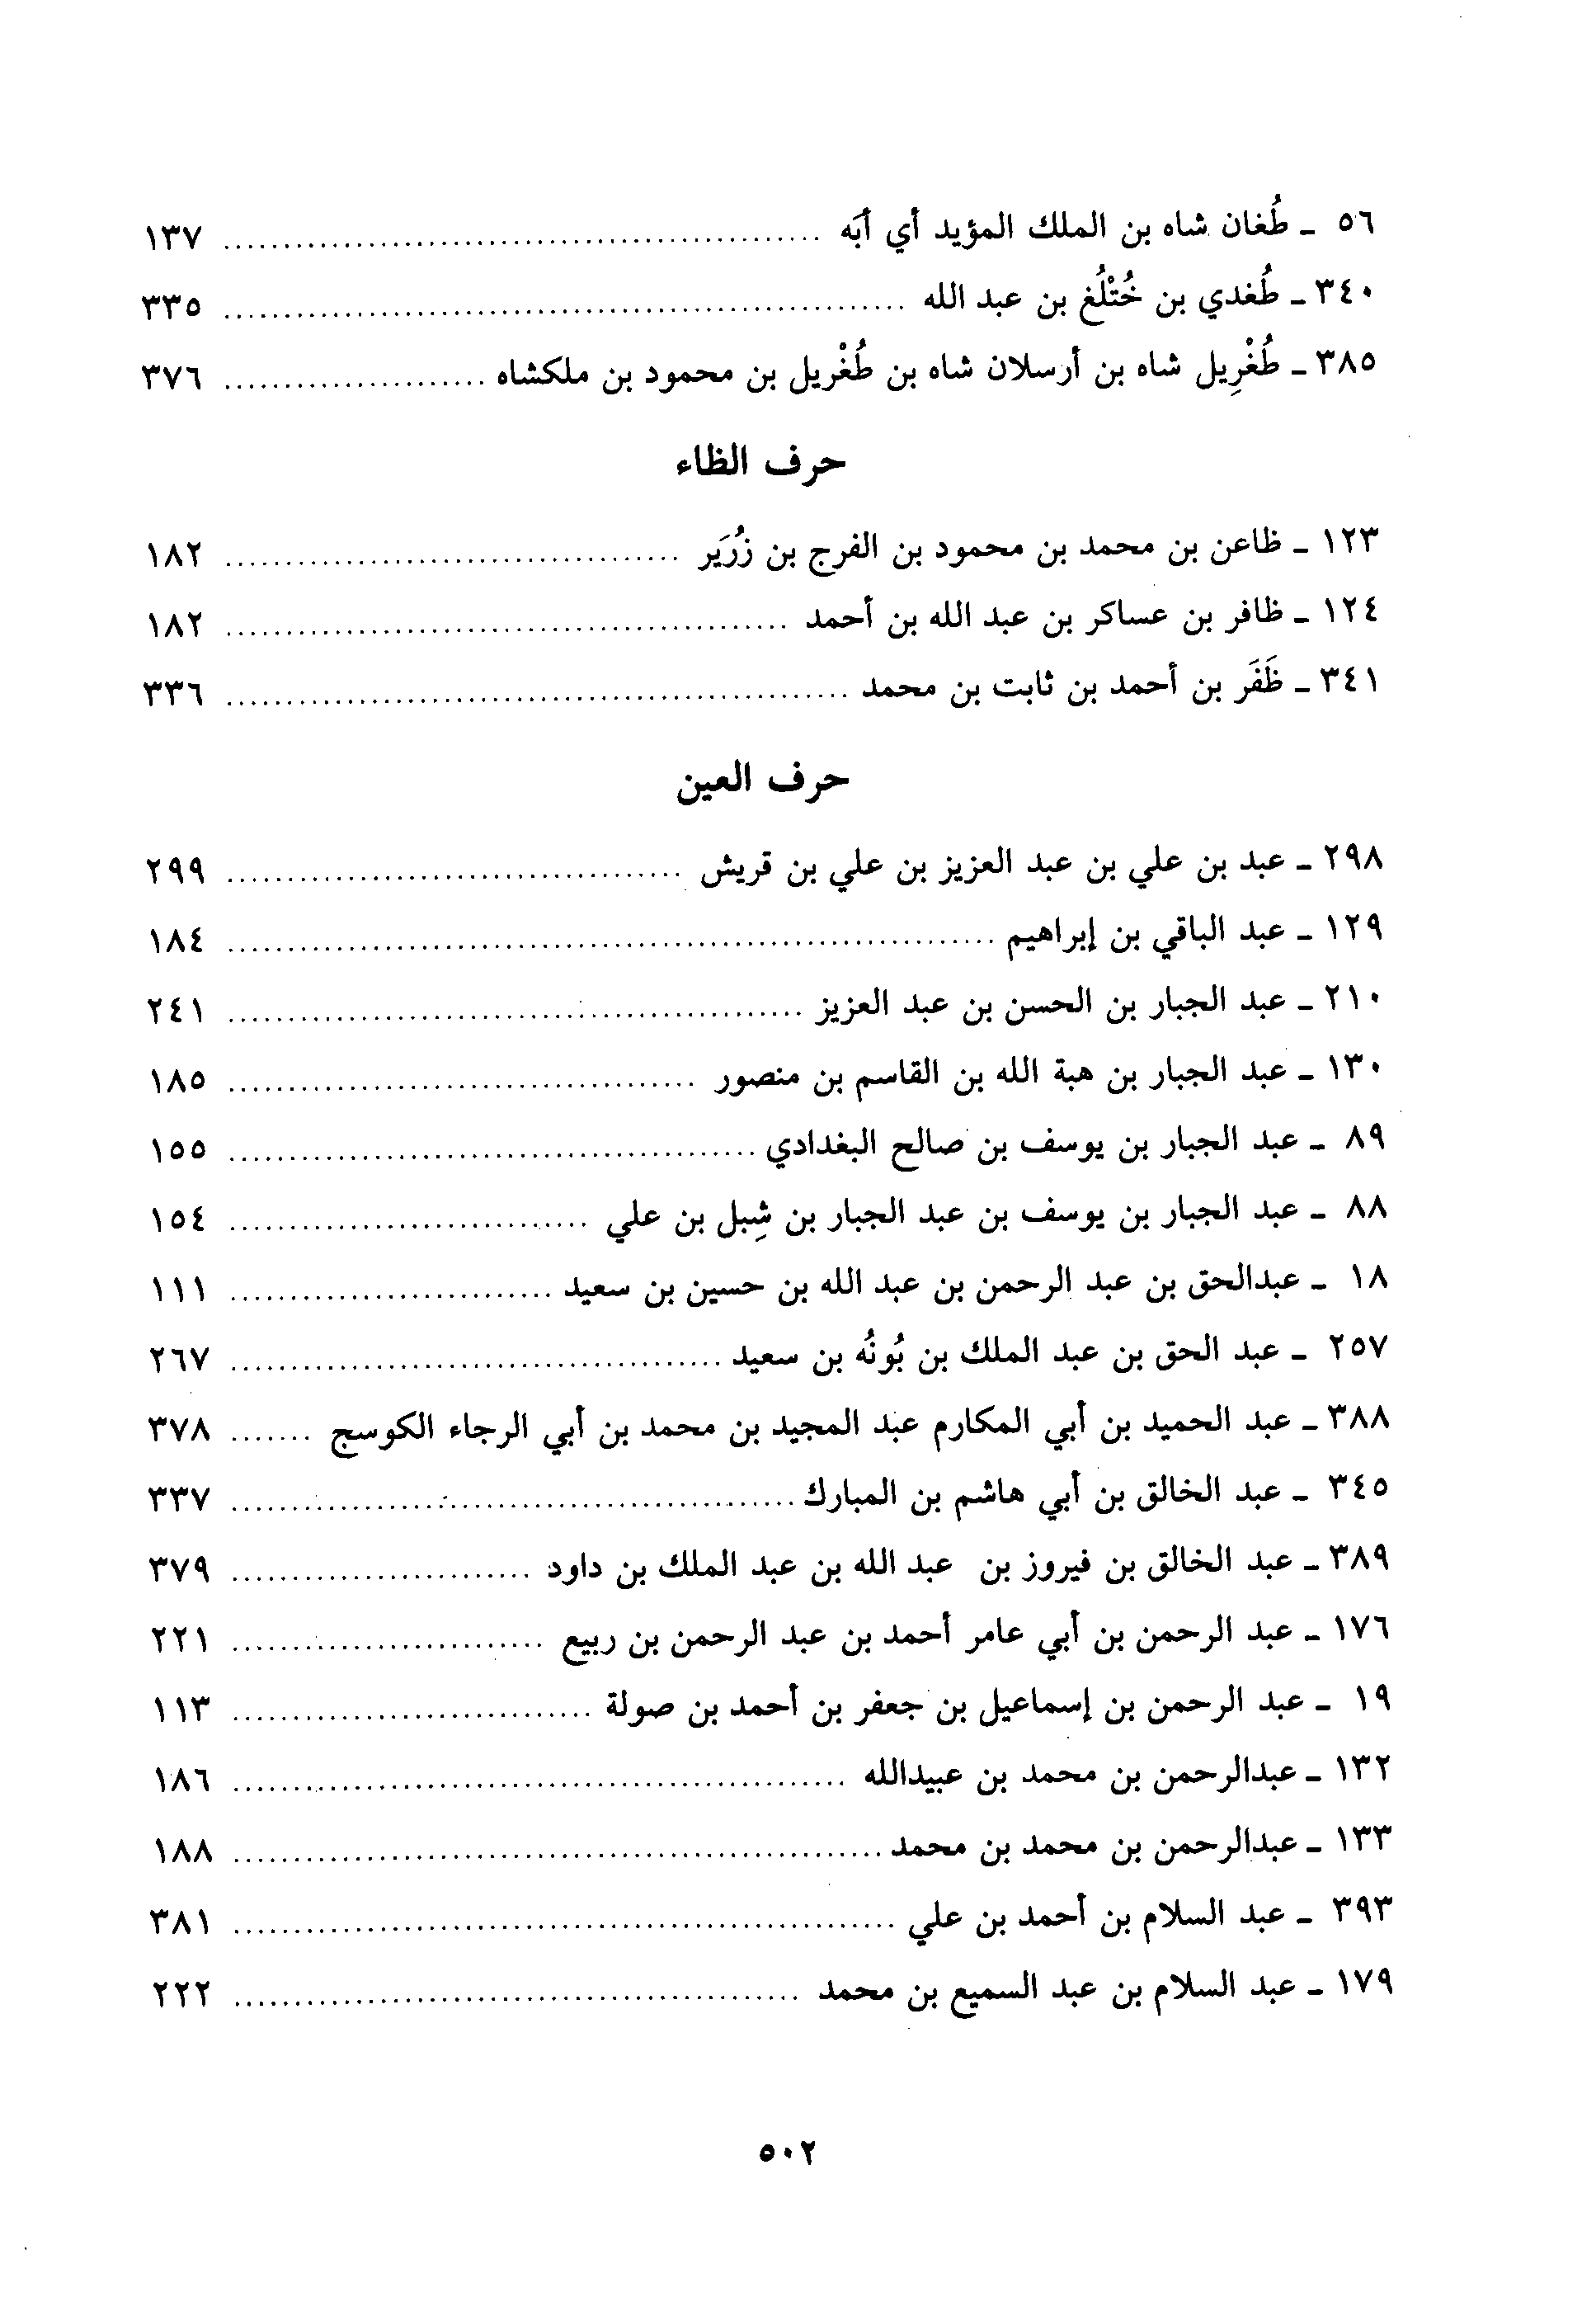 ٥٦ ـ طُغان شاه بن الملك المؤيد أي أبَه ........ ١٣٧
٣٤٠ ـ طُغدي بن خُتْلُغ بن عبد الله ........ ٣٣٥
٣٨٥ ـ طُغْرِيل شاه بن أرسلان شاه بن طُغْريل بن محمود بن ملكشاه ........ ٣٧٦
حرف الظاء
١٢٣ ـ ظاعن بن محمد بن محمود بن الفرج بن زُرَير ........ ١٨٢
١٢٤ ـ ظافر بن عساكر بن عبد الله بن أحمد ........ ١٨٢
٣٤١ ـ ظَفَر بن أحمد بن ثابت بن محمد ........ ٣٣٦
حرف العين
٢٩٨ ـ عبد بن علي بن عبد العزيز بن علي بن قريش ........ ٢٩٩
١٢٩ ـ عبد الباقي بن إبراهيم ........ ١٨٤
٢١٠ ـ عبد الجبار بن الحسن بن عبد العزيز ........ ٢٤١
١٣٠ ـ عبد الجبار بن هبة الله بن القاسم بن منصور ........ ١٨٥
٨٩ ـ عبد الجبار بن يوسف بن صالح البغدادي ........ ١٥٥
٨٨ ـ عبد الجبار بن يوسف بن عبد الجبار بن شِبل بن علي ........ ١٥٤
١٨ ـ عبدالحق بن عبد الرحمن بن عبد الله بن حسين بن سعيد ........ ١١١
٢٥٧ ـ عبد الحق بن عبد الملك بن بُونُه بن سعيد ........ ٢٦٧
٣٨٨ ـ عبد الحميد بن أبي المكارم عبد المجيد بن محمد بن أبي الرجاء الكوسج ....... ٣٧٨
٣٤٥ ـ عبد الخالق بن أبي هاشم بن المبارك ........ ٣٣٧
٣٨٩ ـ عبد الخالق بن فيروز بن عبد الله بن عبد الملك بن داود ........ ٣٧٩
١٧٦ ـ عبد الرحمن بن أبي عامر أحمد بن عبد الرحمن بن ربيع ........ ٢٢١
١٩ ـ عبد الرحمن بن إسماعيل بن جعفر بن أحمد بن صولة ........ ١١٣
١٣٢ ـ عبدالرحمن بن محمد بن عبيدالله ........ ١٨٦
١٣٣ ـ عبدالرحمن بن محمد بن محمد ........ ١٨٨
٣٩٣ ـ عبد السلام بن أحمد بن علي ........ ٣٨١
١٧٩ ـ عبد السلام بن عبد السميع بن محمد ........ ٢٢٢
٥٠٢